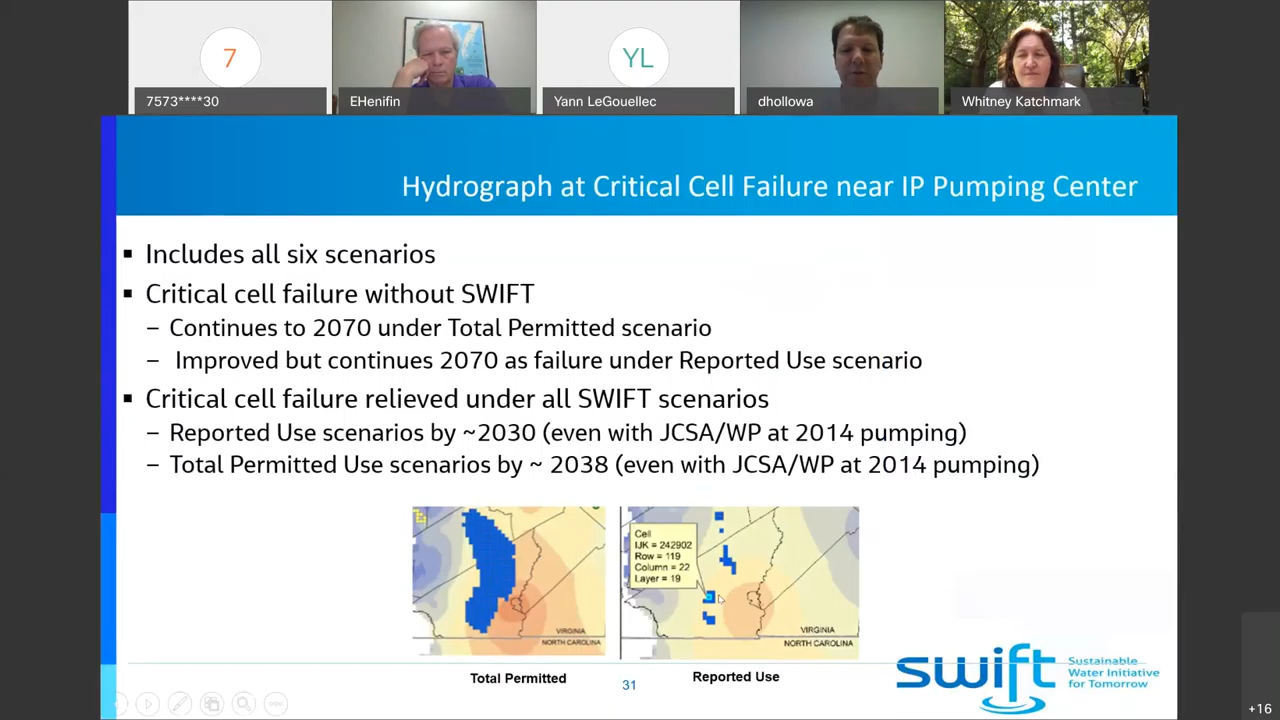 7
YL
7573****30
EHenifin
Yann LeGouellec
dhollowa
Whitney Katchmark
Hydrograph at Critical Cell Failure near IP Pumping Center
▪ Includes all six scenarios
▪ Critical cell failure without SWIFT
– Continues to 2070 under Total Permitted scenario
– Improved but continues 2070 as failure under Reported Use scenario
▪ Critical cell failure relieved under all SWIFT scenarios
– Reported Use scenarios by ~2030 (even with JCSA/WP at 2014 pumping)
– Total Permitted Use scenarios by ~ 2038 (even with JCSA/WP at 2014 pumping)
VIRGINIA
NORTH CAROLINA
Cell
IJK = 242902
Row = 119
Column = 22
Layer = 19
VIRGINIA
NORTH CAROLINA
Total Permitted
31
Reported Use
swift
Sustainable
Water Initiative
for Tomorrow
+16